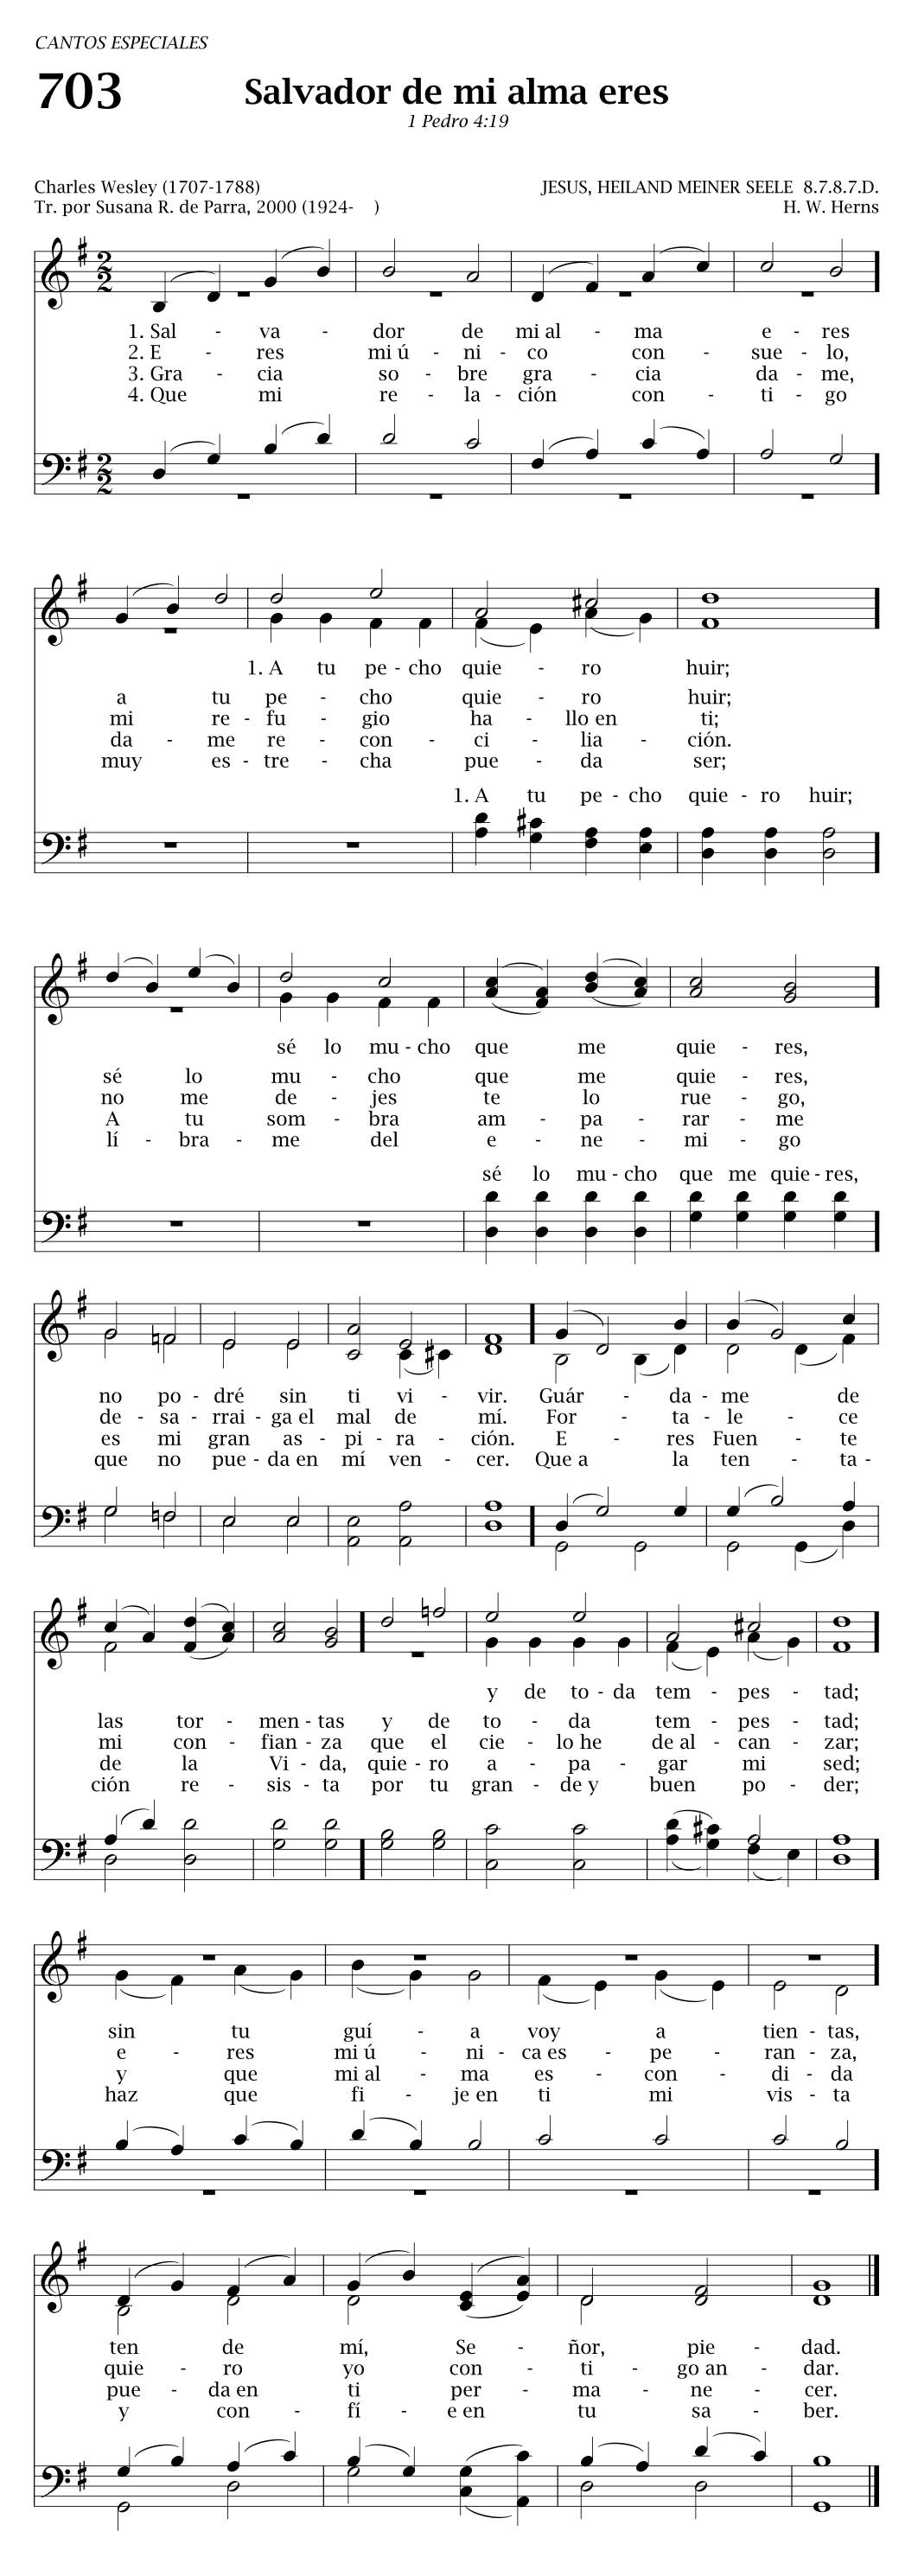 CANTOS ESPECIALES
703 Salvador de mi alma eres
1 Pedro 4:19
Charles Wesley (1707-1788) JESUS, HEILAND MEINER SEELE 8.7.8.7.D.
Tr. por Susana R. de Parra, 2000 (1924- ) H. W. Herns
1. Sal - va - dor de mi al - ma e - res
2. E - res mi ú - ni - co con - sue - lo,
3. Gra - cia so - bre gra - cia da - me,
4. Que mi re - la - ción con - ti - go
1. A tu pe - cho quie - ro huir;
a tu pe - cho quie - ro huir;
mi re - fu - gio ha - llo en ti;
da - me re - con - ci - lia - ción.
muy es - tre - cha pue - da ser;
1. A tu pe - cho quie - ro huir;
sé lo mu - cho que me quie - res,
sé lo mu - cho que me quie - res,
no me de - jes te lo rue - go,
A tu som - bra am - pa - rar - me
lí - bra - me del e - ne - mi - go
sé lo mu - cho que me quie - res,
no po - dré sin ti vi - vir. Guár - da - me de
de - sa - rrai - ga el mal de mí. For - ta - le - ce
es mi gran as - pi - ra - ción. E - res Fuen - te
que no pue - da en mí ven - cer. Que a la ten - ta -
y de to - da tem - pes - tad;
las tor - men - tas y de to - da tem - pes - tad;
mi con - fian - za que el cie - lo he de al - can - zar;
de la Vi - da, quie - ro a - pa - gar mi sed;
ción re - sis - ta por tu gran - de y buen po - der;
sin tu guí - a voy a tien - tas,
e - res mi ú - ni - ca es - pe - ran - za,
y que mi al - ma es - con - di - da
haz que fi - je en ti mi vis - ta
ten de mí, Se - ñor, pie - dad.
quie - ro yo con - ti - go an - dar.
pue - da en ti per - ma - ne - cer.
y con - fí - e en tu sa - ber.